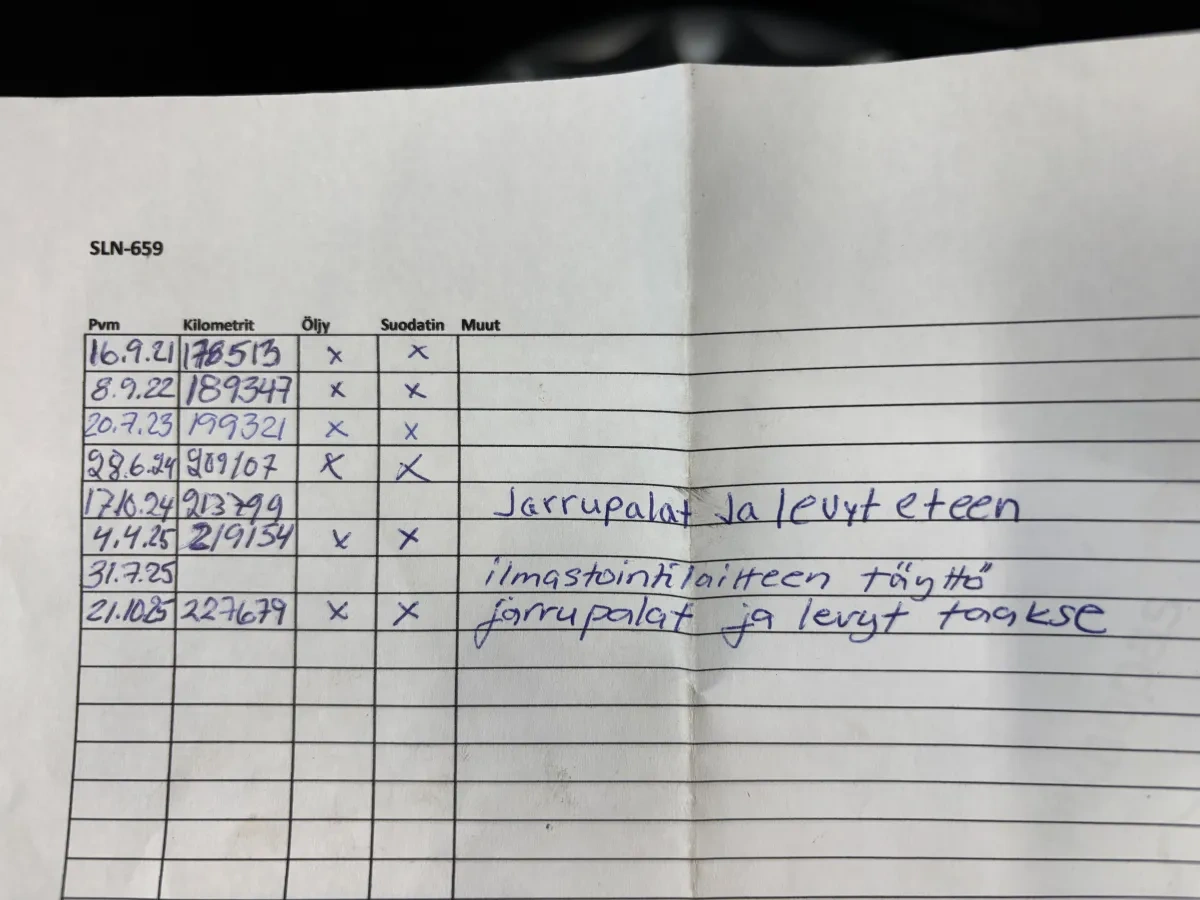 SLN-659
Pvm Kilometrit Öljy Suodatin Muut
16.9.21 178513 x x
8.9.22 189347 x x
20.7.23 199321 x x
28.6.24 209107 x x
17.10.24 213799 Jarrupalat ja levyt eteen
4.4.25 219154 x x
31.7.25 ilmastointilaitteen täyttö
21.10.25 227679 x x jarrupalat ja levyt taakse